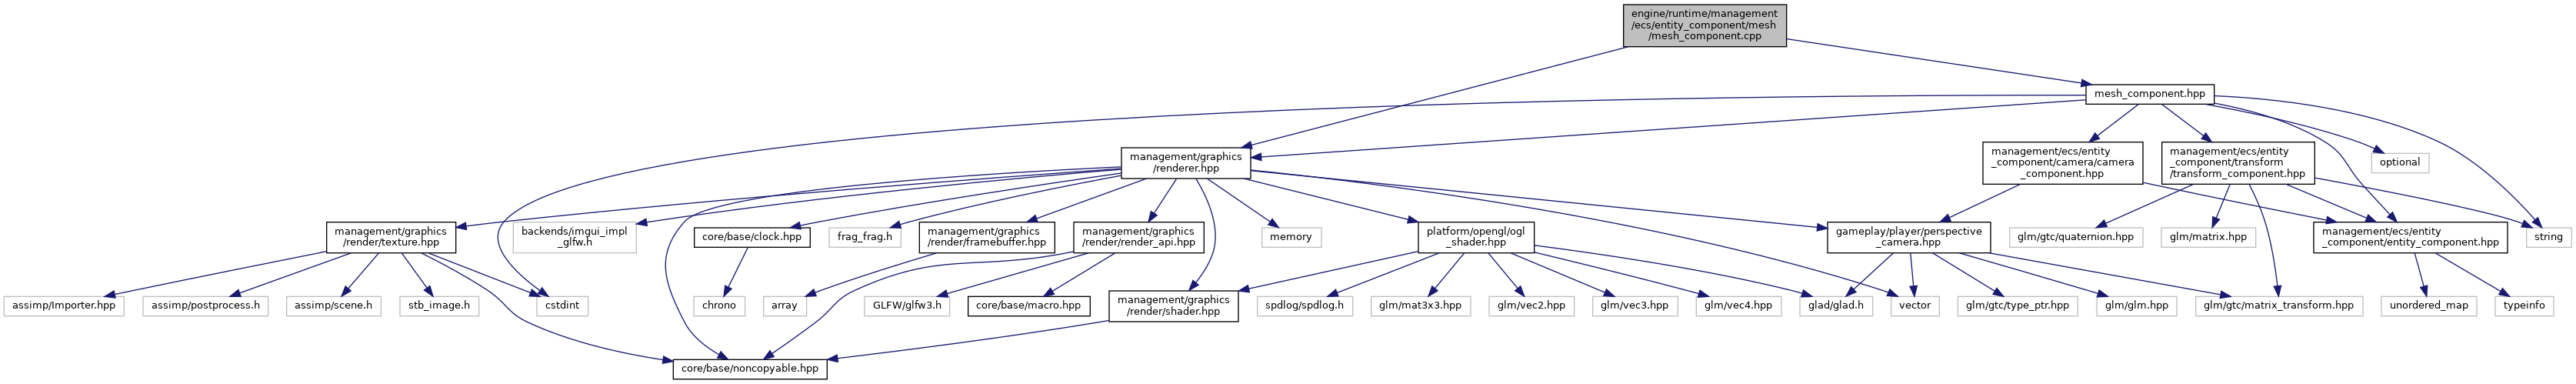 engine/runtime/management
/ecs/entity_component/mesh
/mesh_component.cpp
mesh_component.hpp
management/graphics
/renderer.hpp
management/ecs/entity
_component/camera/camera
_component.hpp
management/ecs/entity
_component/transform
/transform_component.hpp
optional
management/graphics
/render/texture.hpp
backends/imgui_impl
_glfw.h
core/base/clock.hpp
frag_frag.h
management/graphics
/render/framebuffer.hpp
management/graphics
/render/render_api.hpp
memory
platform/opengl/ogl
_shader.hpp
gameplay/player/perspective
_camera.hpp
glm/gtc/quaternion.hpp
glm/matrix.hpp
management/ecs/entity
_component/entity_component.hpp
string
assimp/Importer.hpp
assimp/postprocess.h
assimp/scene.h
stb_image.h
cstdint
chrono
array
GLFW/glfw3.h
core/base/macro.hpp
management/graphics
/render/shader.hpp
spdlog/spdlog.h
glm/mat3x3.hpp
glm/vec2.hpp
glm/vec3.hpp
glm/vec4.hpp
glad/glad.h
vector
glm/gtc/type_ptr.hpp
glm/glm.hpp
glm/gtc/matrix_transform.hpp
unordered_map
typeinfo
core/base/noncopyable.hpp